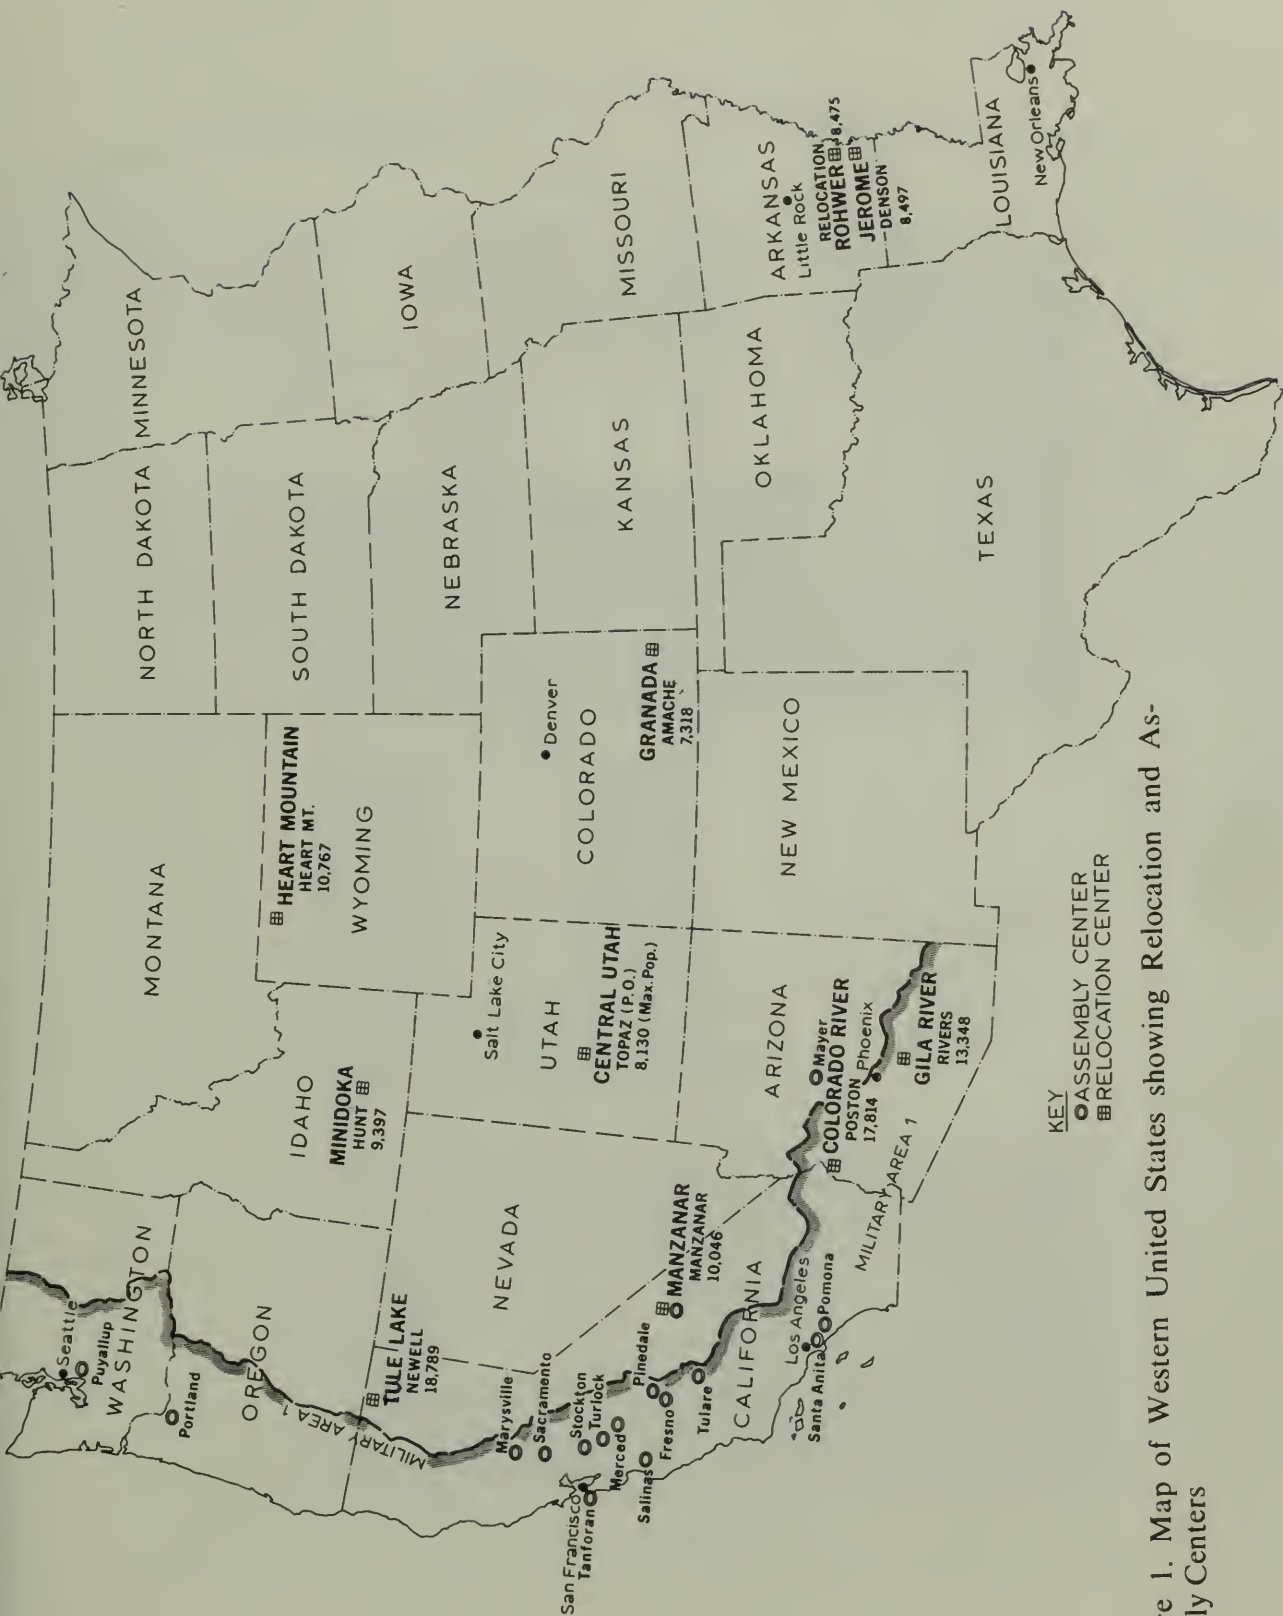 Seattle
Puyallup
WASHINGTON
Portland
OREGON
MILITARY AREA 1
MILITARY AREA 1
TULE LAKE
NEWELL
18,789
MONTANA
IDAHO
MINIDOKA
HUNT
9,397
HEART MOUNTAIN
HEART MT.
10,767
WYOMING
NORTH DAKOTA
SOUTH DAKOTA
MINNESOTA
NEBRASKA
IOWA
NEVADA
Salt Lake City
UTAH
CENTRAL UTAH
TOPAZ (P.O.)
8,130 (Max.Pop.)
Denver
COLORADO
GRANADA
AMACHE
7,318
KANSAS
MISSOURI
Marysville
Sacramento
Stockton
Turlock
San Francisco
Tanforan
Merced
Salinas
Pinedale
Fresno
Tulare
MANZANAR
MANZANAR
10,046
CALIFORNIA
Los Angeles
Santa Anita
Pomona
MILITARY AREA 1
ARIZONA
Mayer
COLORADO RIVER
POSTON
17,814
Phoenix
GILA RIVER
RIVERS
13,348
NEW MEXICO
OKLAHOMA
TEXAS
ARKANSAS
Little Rock
RELOCATION
ROHWER 8,475
JEROME
DENSON
8,497
LOUISIANA
New Orleans
KEY
ASSEMBLY CENTER
RELOCATION CENTER
e 1. Map of Western United States showing Relocation and As-
ly Centers